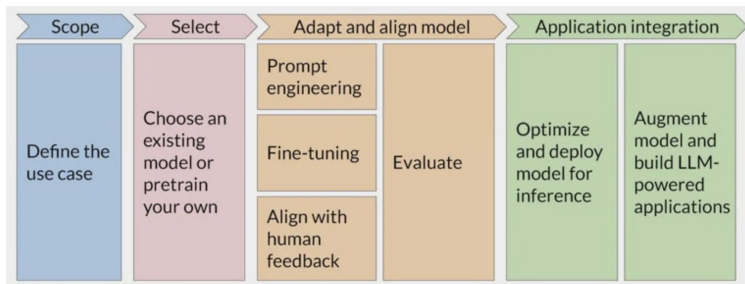 Scope
Select
Adapt and align model
Application integration
Define the
use case
Choose an
existing
model or
pretrain
your own
Prompt
engineering
Fine-tuning
Align with
human
feedback
Evaluate
Optimize
and deploy
model for
inference
Augment
model and
build LLM-
powered
applications